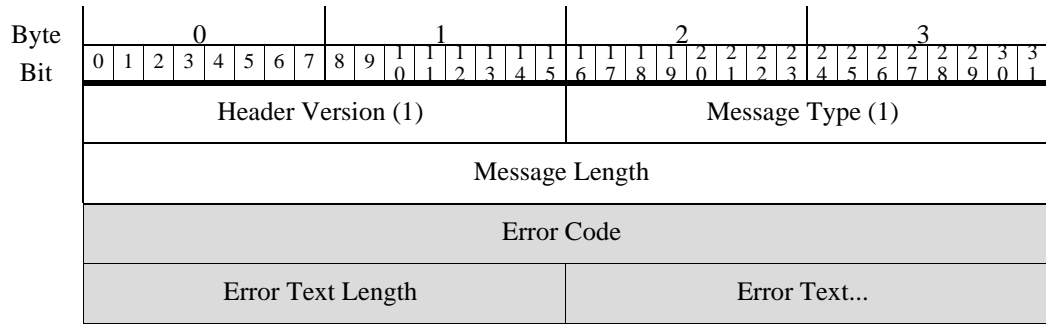 Byte 0 1 2 3
Bit 0 1 2 3 4 5 6 7 8 9 10 11 12 13 14 15 16 17 18 19 20 21 22 23 24 25 26 27 28 29 30 31
Header Version (1) Message Type (1)
Message Length
Error Code
Error Text Length Error Text...